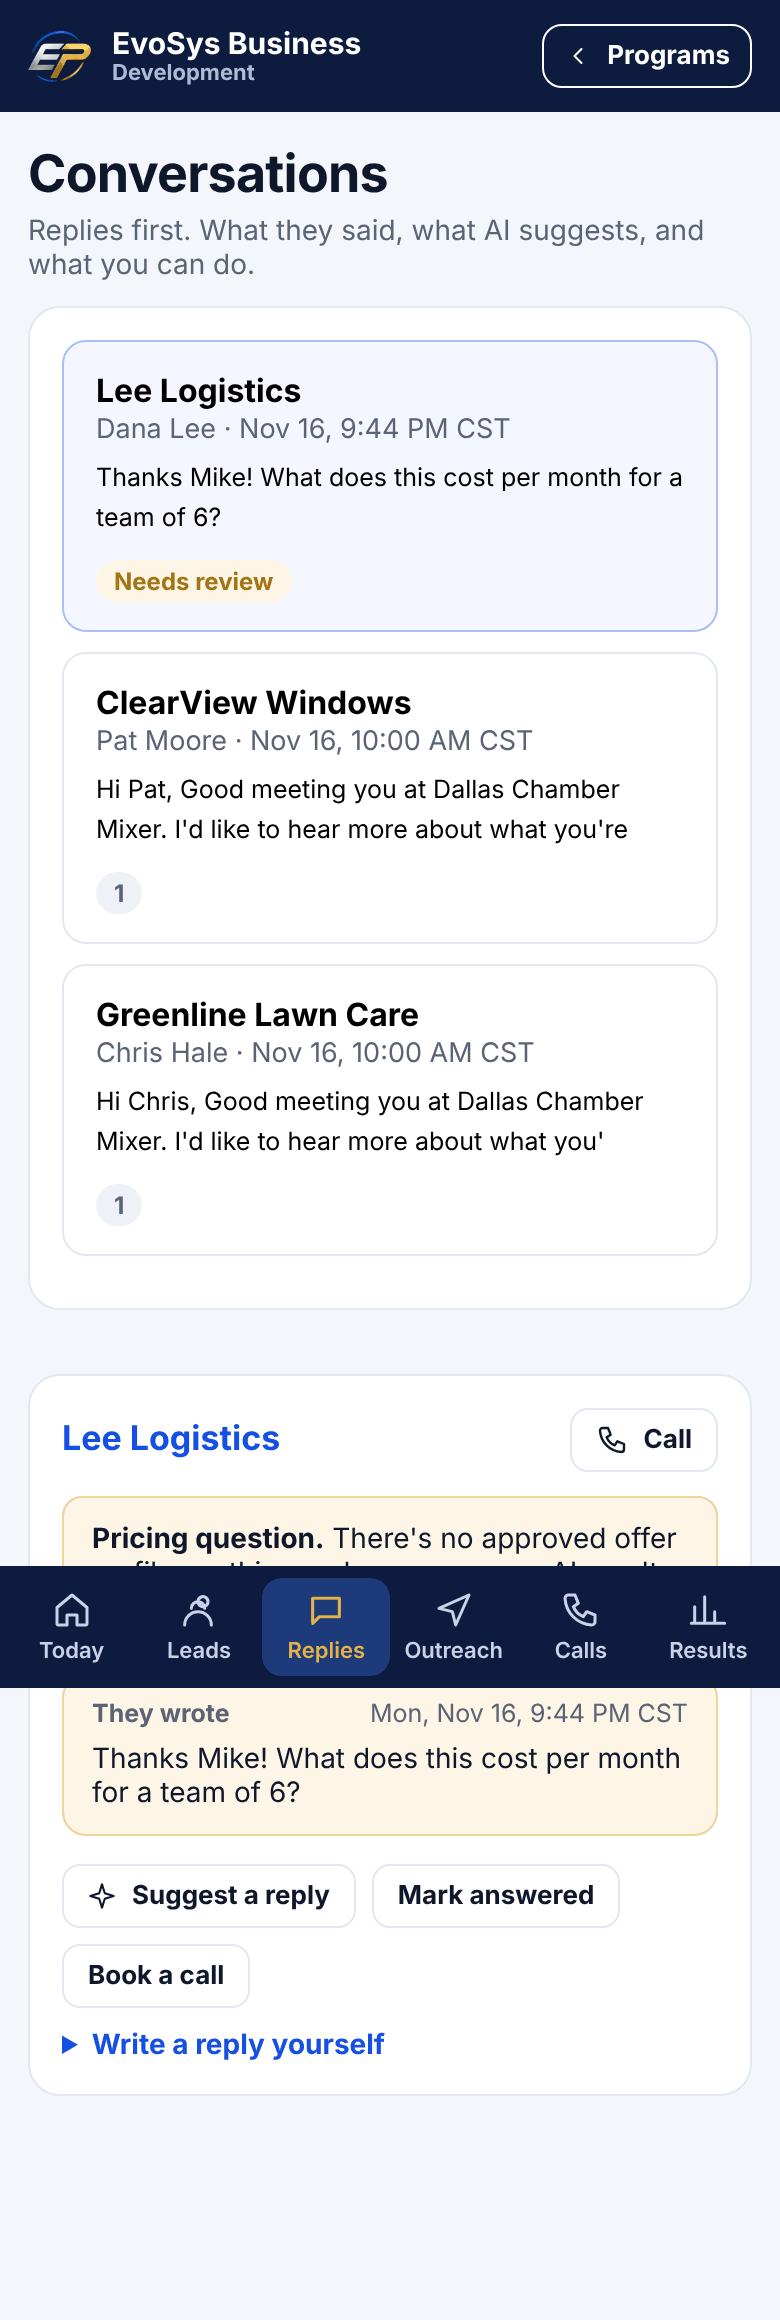 EP
EvoSys Business
Development
Programs
Conversations
Replies first. What they said, what AI suggests, and
what you can do.
Lee Logistics
Dana Lee · Nov 16, 9:44 PM CST
Thanks Mike! What does this cost per month for a
team of 6?
Needs review
ClearView Windows
Pat Moore · Nov 16, 10:00 AM CST
Hi Pat, Good meeting you at Dallas Chamber
Mixer. I'd like to hear more about what you're
1
Greenline Lawn Care
Chris Hale · Nov 16, 10:00 AM CST
Hi Chris, Good meeting you at Dallas Chamber
Mixer. I'd like to hear more about what you'
1
Lee Logistics
Call
Pricing question. There's no approved offer
Today
Leads
Replies
Outreach
Calls
Results
They wrote
Mon, Nov 16, 9:44 PM CST
Thanks Mike! What does this cost per month
for a team of 6?
Suggest a reply
Mark answered
Book a call
Write a reply yourself